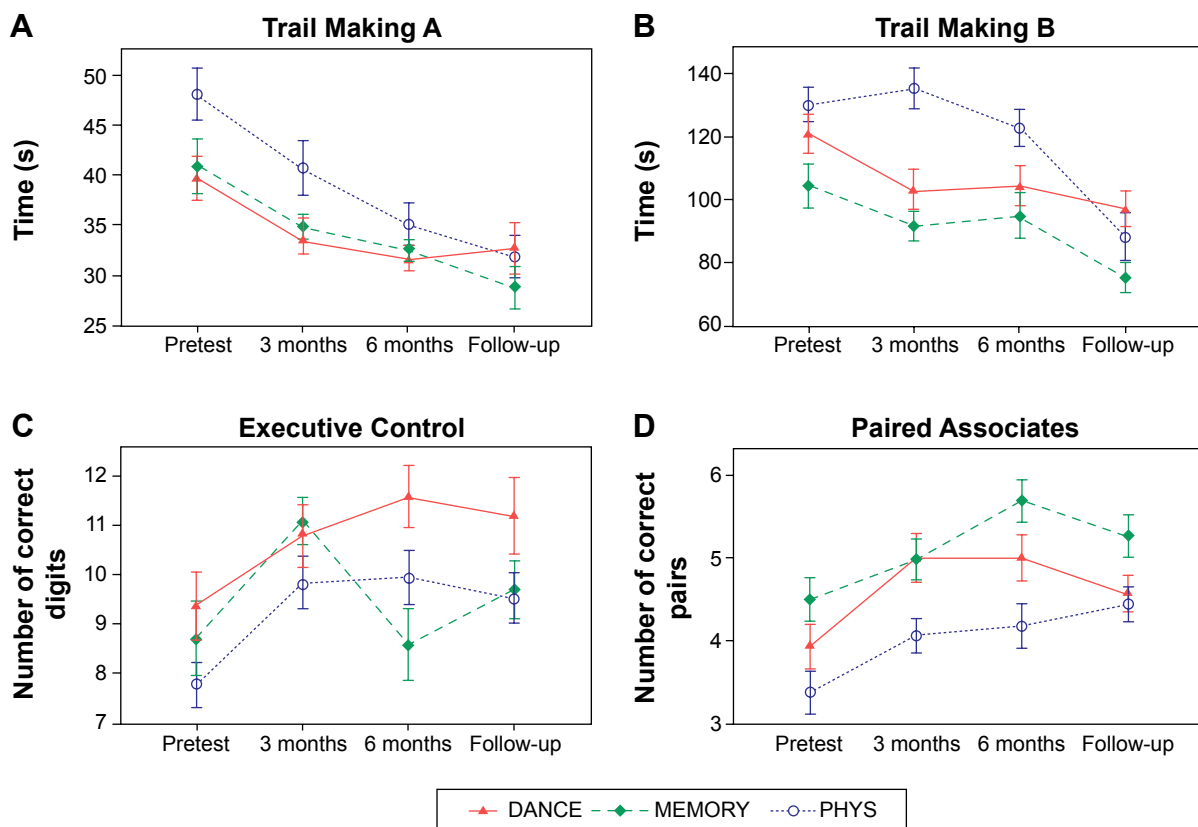 A
Trail Making A
Time (s)
50
45
40
35
30
25
Pretest 3 months 6 months Follow-up
B
Trail Making B
Time (s)
140
120
100
80
60
Pretest 3 months 6 months Follow-up
C
Executive Control
Number of correct
digits
12
11
10
9
8
7
Pretest 3 months 6 months Follow-up
D
Paired Associates
Number of correct
pairs
6
5
4
3
Pretest 3 months 6 months Follow-up
DANCE MEMORY PHYS